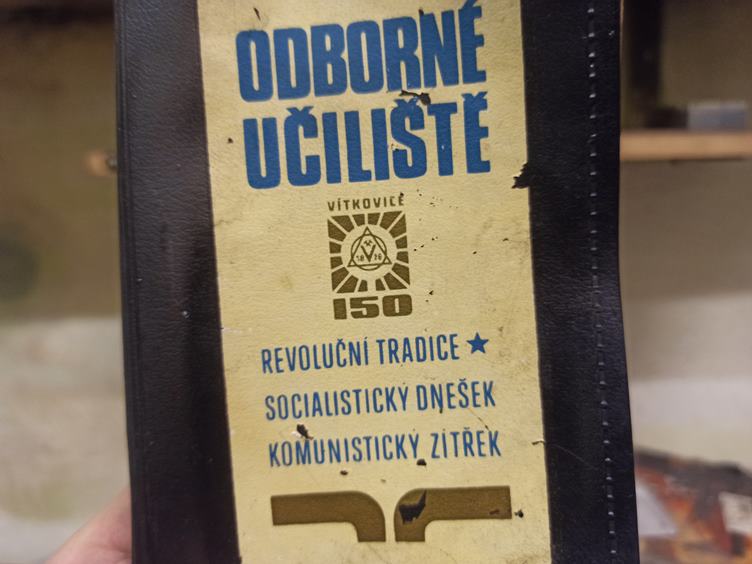 ODBORNÉ
UČILIŠTĚ
VÍTKOVICE
18 V 28
150
REVOLUČNÍ TRADICE
SOCIALISTICKÝ DNEŠEK
KOMUNISTICKÝ ZÍTŘEK